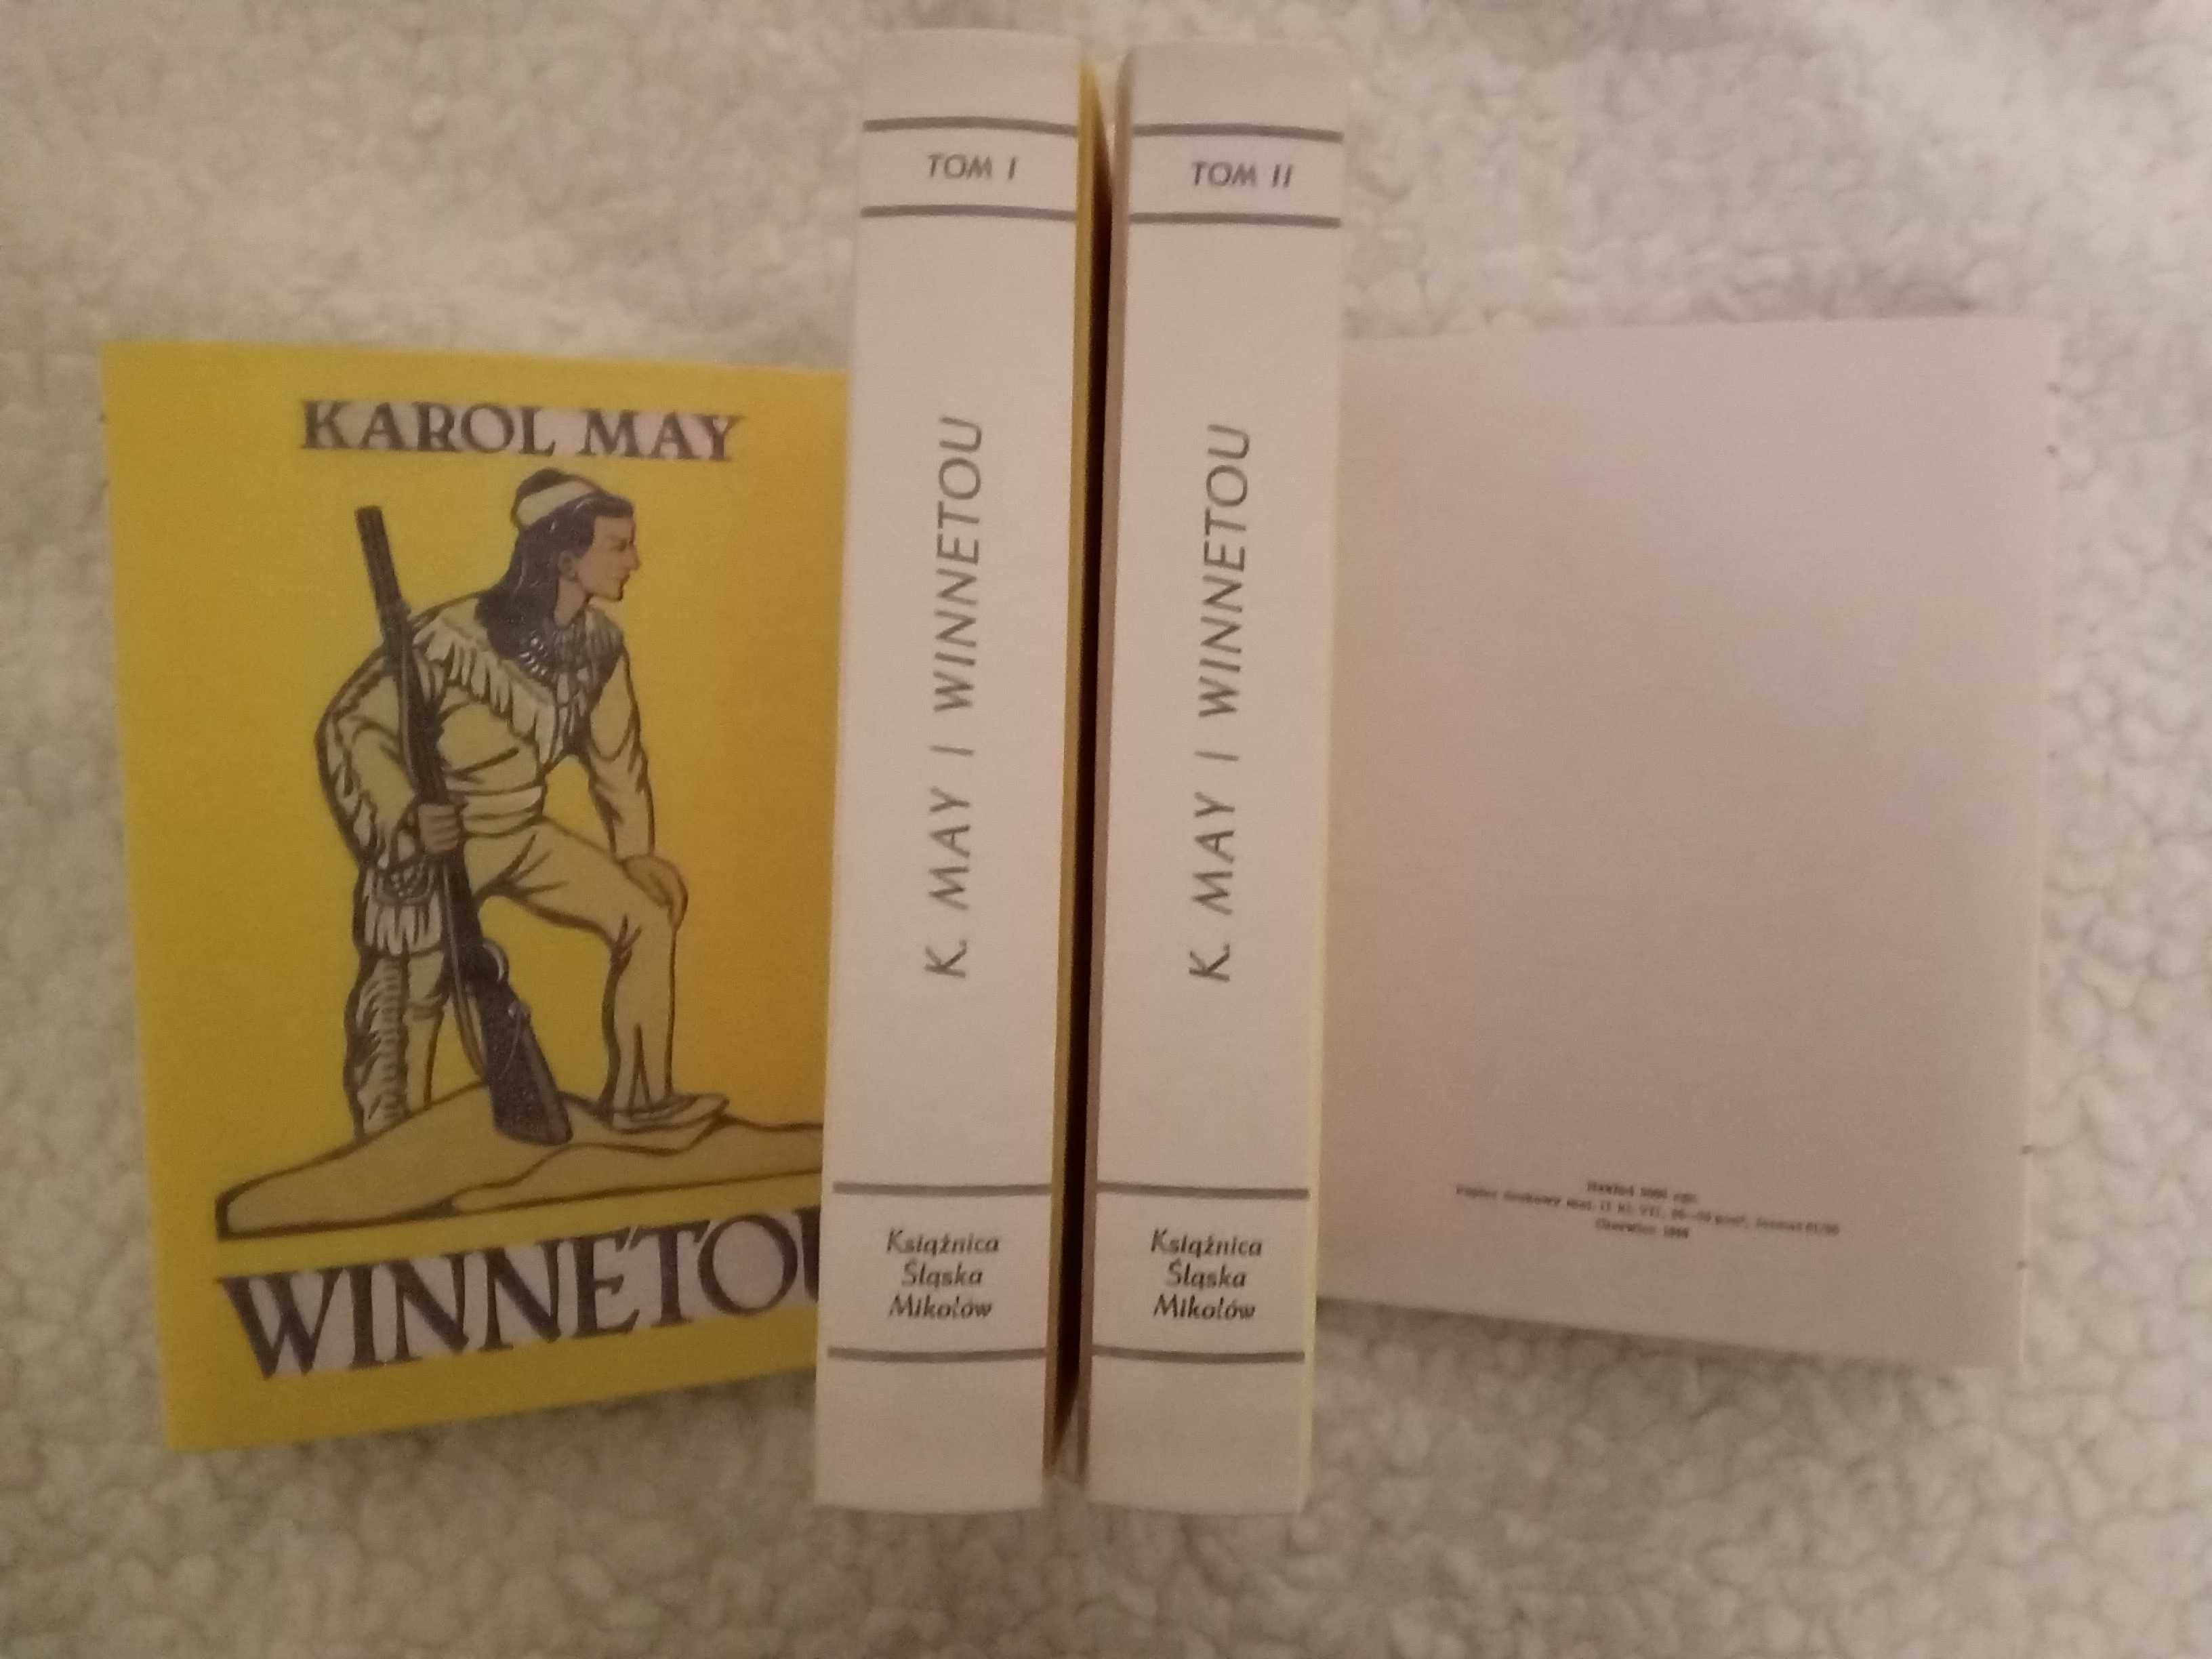 KAROL MAY
WINNETOU
TOM I
K. MAY I WINNETOU
Książnica
Śląska
Mikołów
TOM II
K. MAY I WINNETOU
Książnica
Śląska
Mikołów